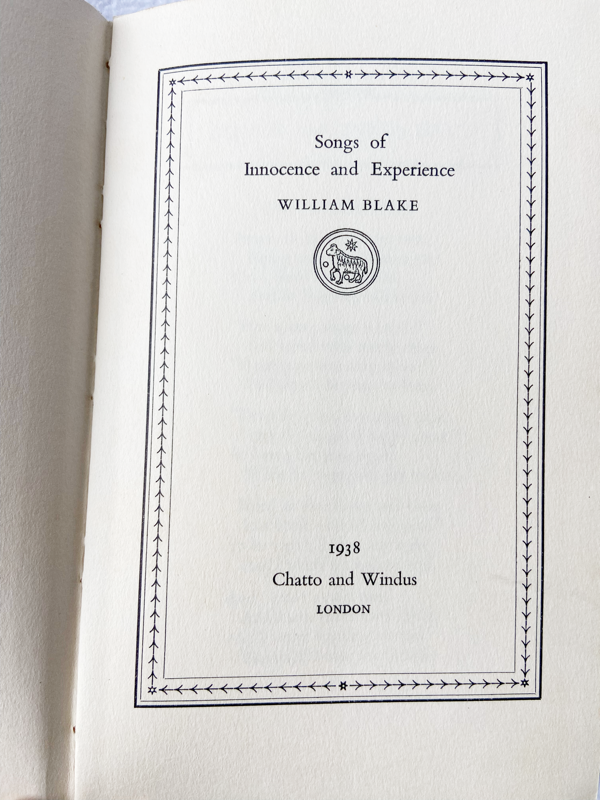 Songs of
Innocence and Experience
WILLIAM BLAKE
1938
Chatto and Windus
LONDON